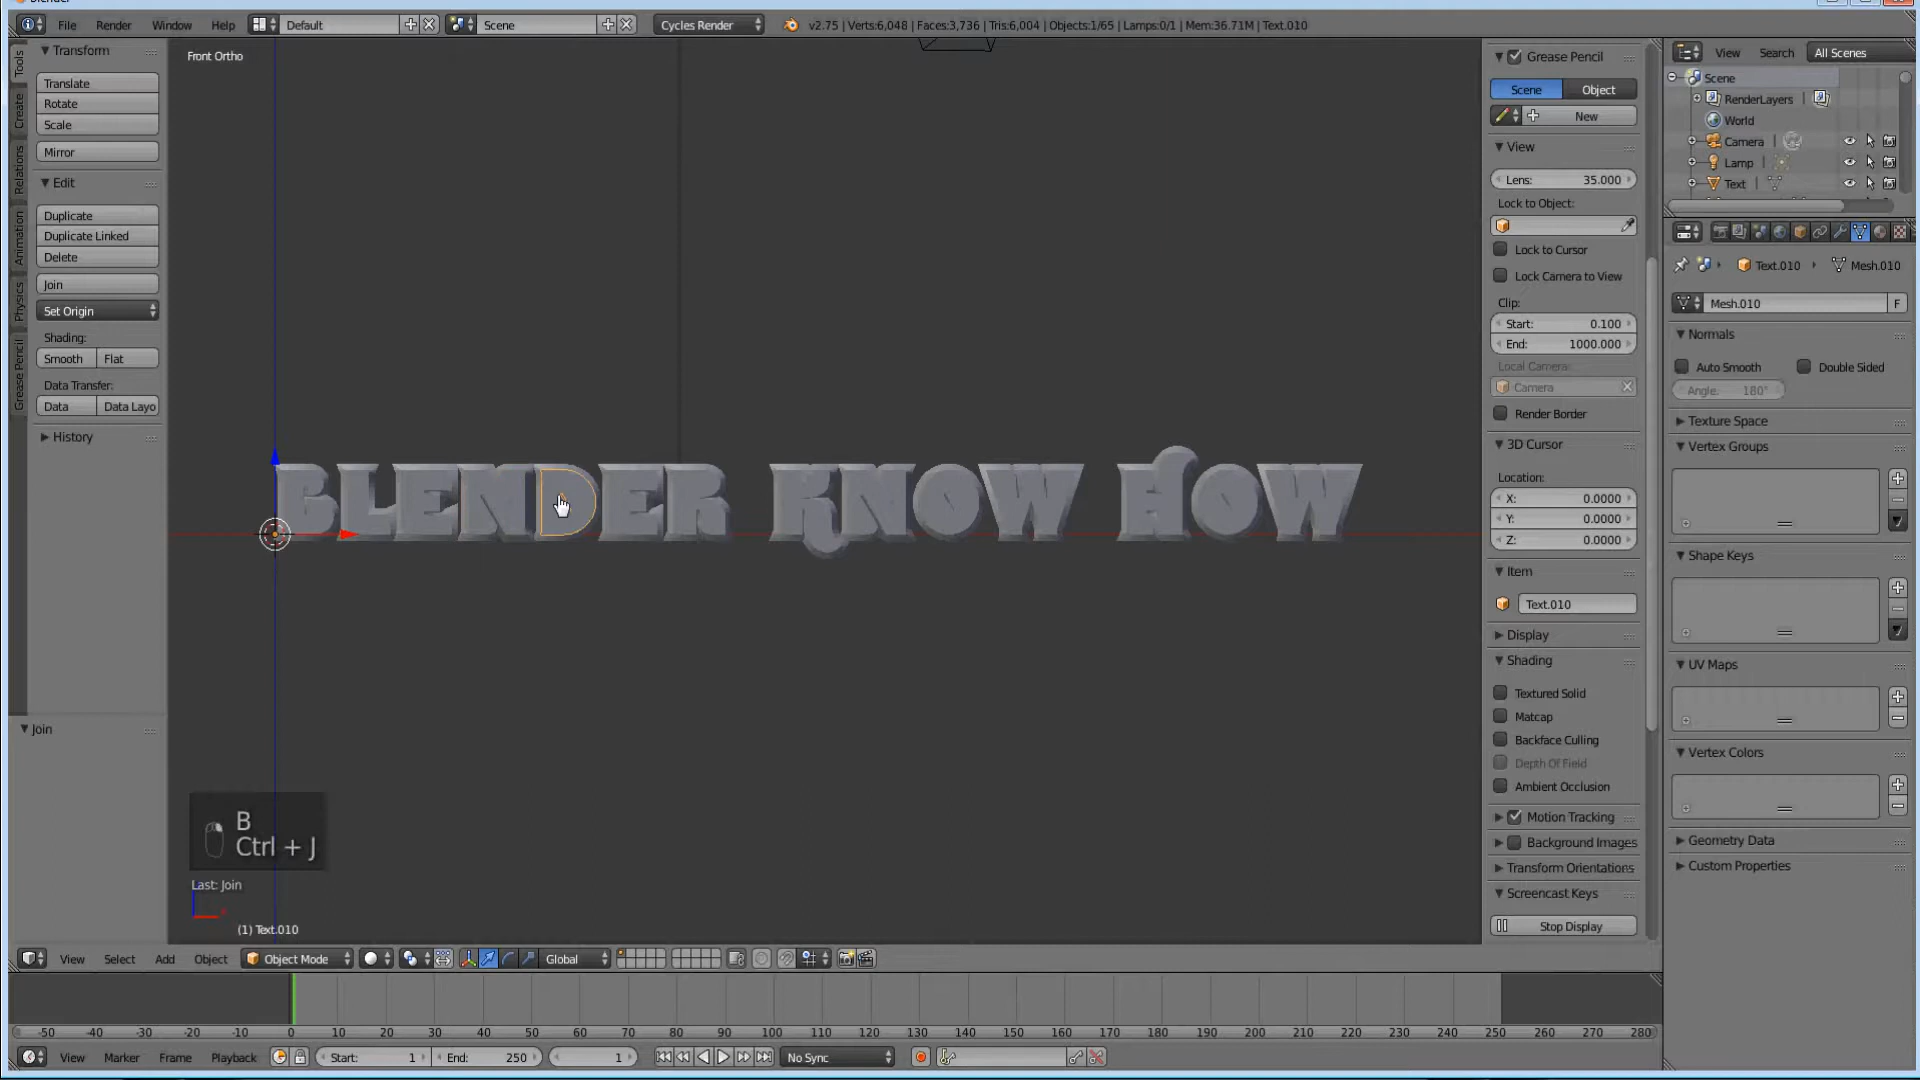 Blender
File
Render
Window
Help
Default
Scene
Cycles Render
v2.75 | Verts:6,048 | Faces:3,736 | Tris:6,004 | Objects:1/65 | Lamps:0/1 | Mem:36.71M | Text.010
Tools
Create
Relations
Animation
Physics
Grease Pencil
Transform
Translate
Rotate
Scale
Mirror
Edit
Duplicate
Duplicate Linked
Delete
Join
Set Origin
Shading:
Smooth
Flat
Data Transfer:
Data
Data Layo
History
Join
Front Ortho
BLENDER KNOW HOW
B
Ctrl + J
Last: Join
(1) Text.010
Grease Pencil
Scene
Object
New
View
Lens: 35.000
Lock to Object:
Lock to Cursor
Lock Camera to View
Clip:
Start: 0.100
End: 1000.000
Local Camera:
Camera
Render Border
3D Cursor
Location:
X: 0.0000
Y: 0.0000
Z: 0.0000
Item
Text.010
Display
Shading
Textured Solid
Matcap
Backface Culling
Depth Of Field
Ambient Occlusion
Motion Tracking
Background Images
Transform Orientations
Screencast Keys
Stop Display
View
Search
All Scenes
Scene
RenderLayers
World
Camera
Lamp
Text
Text.010
Mesh.010
Mesh.010
F
Normals
Auto Smooth
Double Sided
Angle: 180°
Texture Space
Vertex Groups
Shape Keys
UV Maps
Vertex Colors
Geometry Data
Custom Properties
View
Select
Add
Object
Object Mode
Global
-50 -40 -30 -20 -10 0 10 20 30 40 50 60 70 80 90 100 110 120 130 140 150 160 170 180 190 200 210 220 230 240 250 260 270 280
View
Marker
Frame
Playback
Start: 1
End: 250
1
No Sync